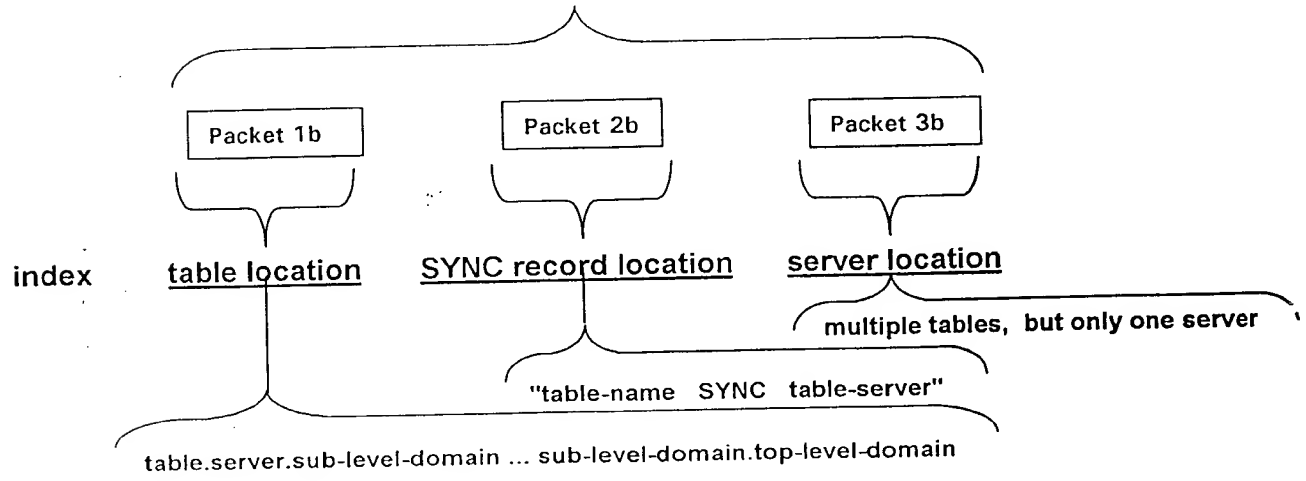 Packet 1b Packet 2b Packet 3b
index table location SYNC record location server location
multiple tables, but only one server
"table-name SYNC table-server"
table.server.sub-level-domain ... sub-level-domain.top-level-domain